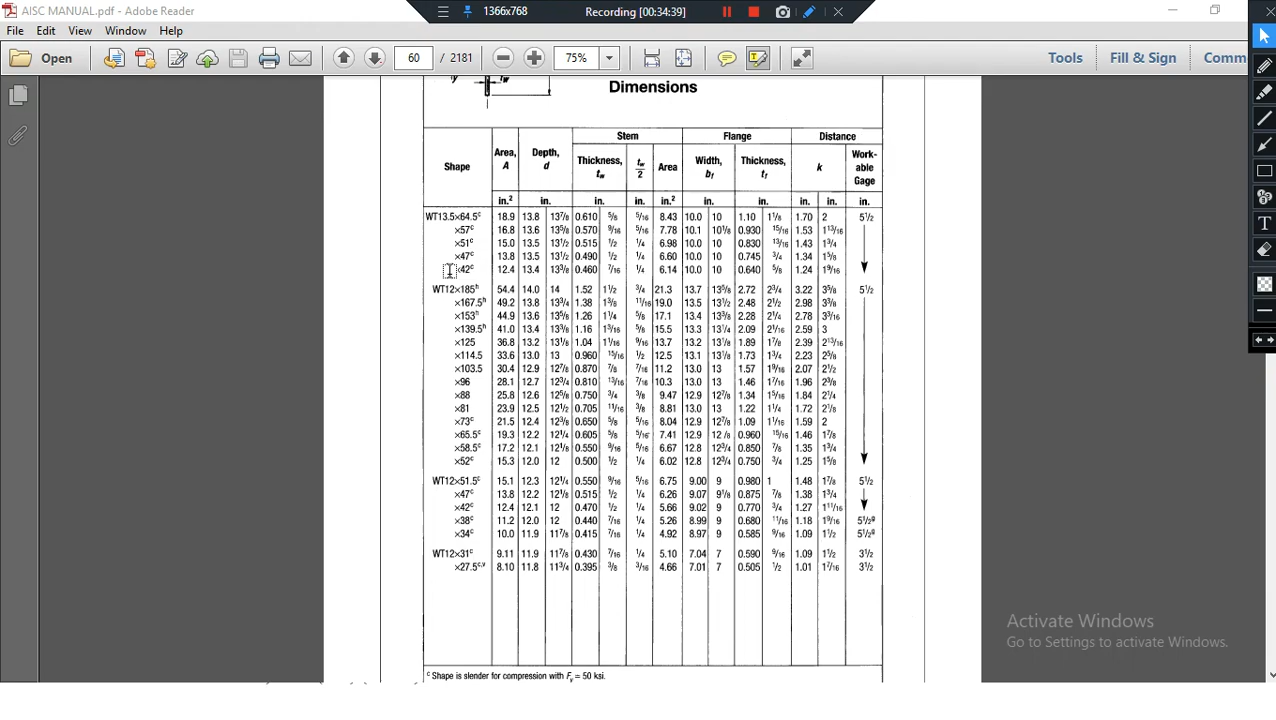 AISC MANUAL.pdf - Adobe Reader
1366x768 Recording [00:34:39]
File Edit View Window Help
Open 60 / 2181 75% Tools Fill & Sign Comm
Dimensions
Shape Area, A Depth, d Stem Flange Distance
Thickness, tw tw/2 Area Width, bf Thickness, tf k Work-able Gage
in.² in. in. in. in.² in. in. in. in. in.
WT13.5×64.5ᶜ 18.9 13.8 13⁷/₈ 0.610 ⁵/₈ ⁵/₁₆ 8.43 10.0 10 1.10 1¹/₈ 1.70 2 5¹/₂
×57ᶜ 16.8 13.6 13⁵/₈ 0.570 ⁹/₁₆ ⁵/₁₆ 7.78 10.1 10¹/₈ 0.930 ¹⁵/₁₆ 1.53 1¹³/₁₆
×51ᶜ 15.0 13.5 13¹/₂ 0.515 ¹/₂ ¹/₄ 6.98 10.0 10 0.830 ¹³/₁₆ 1.43 1³/₄
×47ᶜ 13.8 13.5 13¹/₂ 0.490 ¹/₂ ¹/₄ 6.60 10.0 10 0.745 ³/₄ 1.34 1⁵/₈
×42ᶜ 12.4 13.4 13³/₈ 0.460 ⁷/₁₆ ¹/₄ 6.14 10.0 10 0.640 ⁵/₈ 1.24 1⁹/₁₆
WT12×185ʰ 54.4 14.0 14 1.52 1¹/₂ ³/₄ 21.3 13.7 13⁵/₈ 2.72 2³/₄ 3.22 3⁵/₈ 5¹/₂
×167.5ʰ 49.2 13.8 13³/₄ 1.38 1³/₈ ¹¹/₁₆ 19.0 13.5 13¹/₂ 2.48 2¹/₂ 2.98 3³/₈
×153ʰ 44.9 13.6 13⁵/₈ 1.26 1¹/₄ ⁵/₈ 17.1 13.4 13³/₈ 2.28 2¹/₄ 2.78 3³/₁₆
×139.5ʰ 41.0 13.4 13³/₈ 1.16 1³/₁₆ ⁵/₈ 15.5 13.3 13¹/₄ 2.09 2¹/₁₆ 2.59 3
×125 36.8 13.2 13¹/₈ 1.04 1¹/₁₆ ⁹/₁₆ 13.7 13.2 13¹/₈ 1.89 1⁷/₈ 2.39 2¹³/₁₆
×114.5 33.6 13.0 13 0.960 ¹⁵/₁₆ ¹/₂ 12.5 13.1 13¹/₈ 1.73 1³/₄ 2.23 2⁵/₈
×103.5 30.4 12.9 12⁷/₈ 0.870 ⁷/₈ ⁷/₁₆ 11.2 13.0 13 1.57 1⁹/₁₆ 2.07 2¹/₂
×96 28.1 12.7 12³/₄ 0.810 ¹³/₁₆ ⁷/₁₆ 10.3 13.0 13 1.46 1⁷/₁₆ 1.96 2³/₈
×88 25.8 12.6 12⁵/₈ 0.750 ³/₄ ³/₈ 9.47 12.9 12⁷/₈ 1.34 1⁵/₁₆ 1.84 2¹/₄
×81 23.9 12.5 12¹/₂ 0.705 ¹¹/₁₆ ³/₈ 8.81 13.0 13 1.22 1¹/₄ 1.72 2¹/₈
×73ᶜ 21.5 12.4 12³/₈ 0.650 ⁵/₈ ⁵/₁₆ 8.04 12.9 12⁷/₈ 1.09 1¹/₁₆ 1.59 2
×65.5ᶜ 19.3 12.2 12¹/₄ 0.605 ⁵/₈ ⁵/₁₆ 7.41 12.9 12⁷/₈ 0.960 ¹⁵/₁₆ 1.46 1⁷/₈
×58.5ᶜ 17.2 12.1 12¹/₈ 0.550 ⁹/₁₆ ⁵/₁₆ 6.67 12.8 12³/₄ 0.850 ⁷/₈ 1.35 1³/₄
×52ᶜ 15.3 12.0 12 0.500 ¹/₂ ¹/₄ 6.02 12.8 12³/₄ 0.750 ³/₄ 1.25 1⁵/₈
WT12×51.5ᶜ 15.1 12.3 12¹/₄ 0.550 ⁹/₁₆ ⁵/₁₆ 6.75 9.00 9 0.980 1 1.48 1⁷/₈ 5¹/₂
×47ᶜ 13.8 12.2 12¹/₈ 0.515 ¹/₂ ¹/₄ 6.26 9.07 9¹/₈ 0.875 ⁷/₈ 1.38 1³/₄
×42ᶜ 12.4 12.1 12 0.470 ¹/₂ ¹/₄ 5.66 9.02 9 0.770 ³/₄ 1.27 1¹¹/₁₆
×38ᶜ 11.2 12.0 12 0.440 ⁷/₁₆ ¹/₄ 5.26 8.99 9 0.680 ¹¹/₁₆ 1.18 1⁹/₁₆ 5¹/₂ᵍ
×34ᶜ 10.0 11.9 11⁷/₈ 0.415 ⁷/₁₆ ¹/₄ 4.92 8.97 9 0.585 ⁹/₁₆ 1.09 1¹/₂ 5¹/₂ᵍ
WT12×31ᶜ 9.11 11.9 11⁷/₈ 0.430 ⁷/₁₆ ¹/₄ 5.10 7.04 7 0.590 ⁹/₁₆ 1.09 1¹/₂ 3¹/₂
×27.5ᶜ·ᵛ 8.10 11.8 11³/₄ 0.395 ³/₈ ³/₁₆ 4.66 7.01 7 0.505 ¹/₂ 1.01 1⁷/₁₆ 3¹/₂
ᶜ Shape is slender for compression with Fy = 50 ksi.
Activate Windows
Go to Settings to activate Windows.